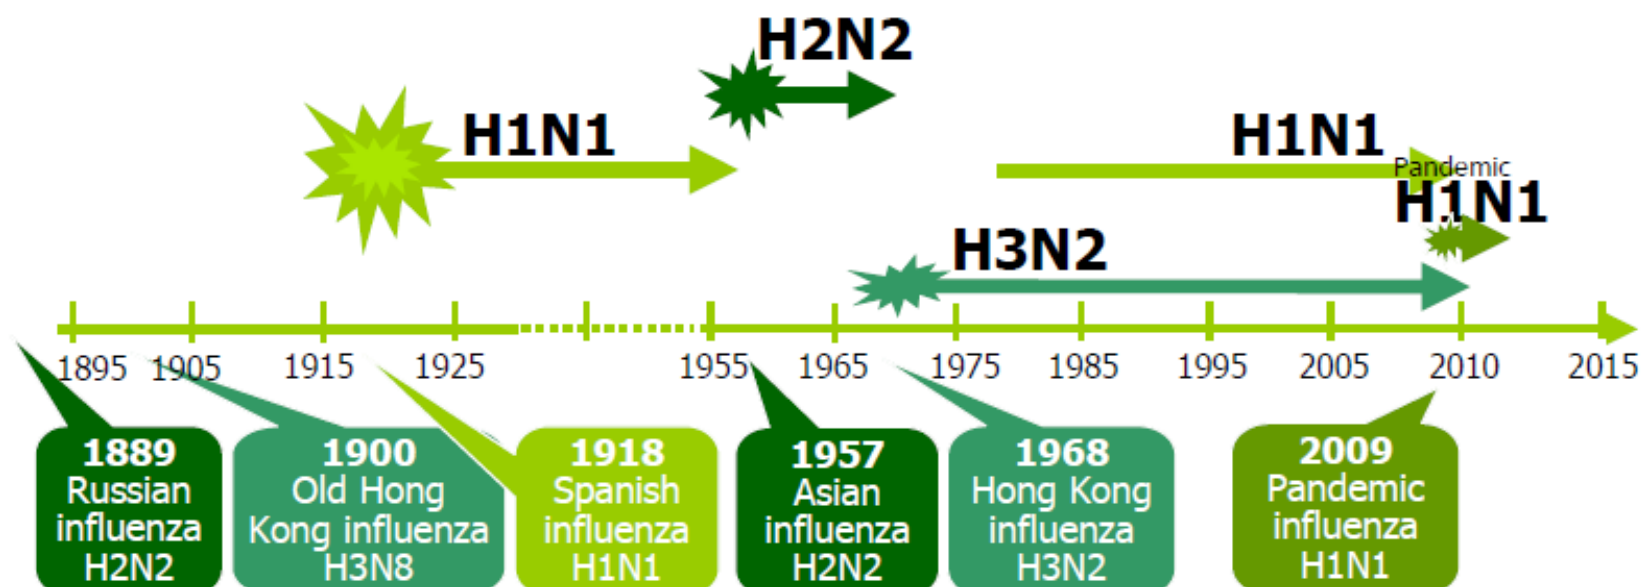 H2N2
H1N1
H1N1
Pandemic
H1N1
H3N2
1895 1905 1915 1925 1955 1965 1975 1985 1995 2005 2010 2015
1889
Russian
influenza
H2N2
1900
Old Hong
Kong influenza
H3N8
1918
Spanish
influenza
H1N1
1957
Asian
influenza
H2N2
1968
Hong Kong
influenza
H3N2
2009
Pandemic
influenza
H1N1